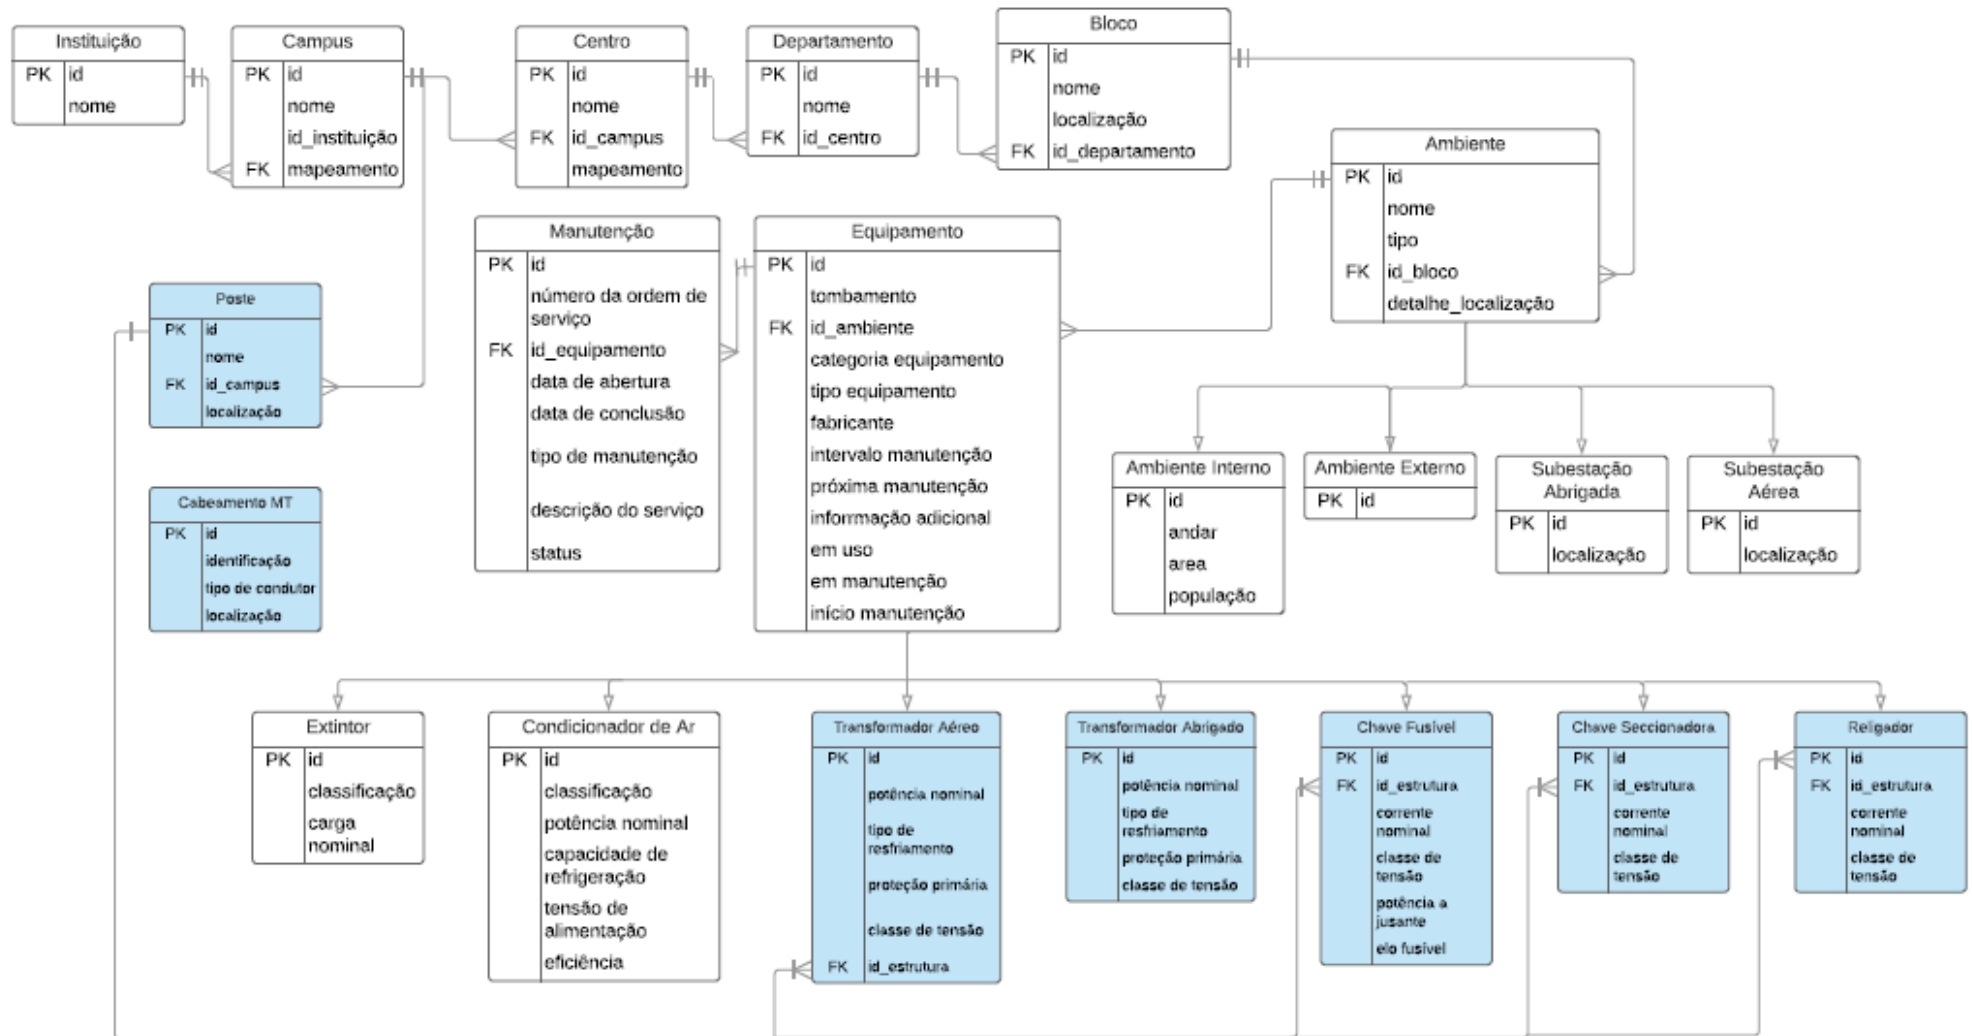 Instituição
PK id
nome
Campus
PK id
nome
id_instituição
FK mapeamento
Centro
PK id
nome
FK id_campus
mapeamento
Departamento
PK id
nome
FK id_centro
Bloco
PK id
nome
localização
FK id_departamento
Ambiente
PK id
nome
tipo
FK id_bloco
detalhe_localização
Manutenção
PK id
número da ordem de
serviço
FK id_equipamento
data de abertura
data de conclusão
tipo de manutenção
descrição do serviço
status
Equipamento
PK id
tombamento
FK id_ambiente
categoria equipamento
tipo equipamento
fabricante
intervalo manutenção
próxima manutenção
inforrmação adicional
em uso
em manutenção
início manutenção
Poste
PK id
nome
FK id_campus
localização
Cabeamento MT
PK id
identificação
tipo de condutor
localização
Ambiente Interno
PK id
andar
area
população
Ambiente Externo
PK id
Subestação
Abrigada
PK id
localização
Subestação
Aérea
PK id
localização
Extintor
PK id
classificação
carga
nominal
Condicionador de Ar
PK id
classificação
potência nominal
capacidade de
refrigeração
tensão de
alimentação
eficiência
Transformador Aéreo
PK id
potência nominal
tipo de
resfriamento
proteção primária
classe de tensão
FK id_estrutura
Transformador Abrigado
PK id
potência nominal
tipo de
resfriamento
proteção primária
classe de tensão
Chave Fusível
PK id
FK id_estrutura
corrente
nominal
classe de
tensão
potência a
jusante
elo fusível
Chave Seccionadora
PK id
FK id_estrutura
corrente
nominal
classe de
tensão
Religador
PK id
FK id_estrutura
corrente
nominal
classe de
tensão